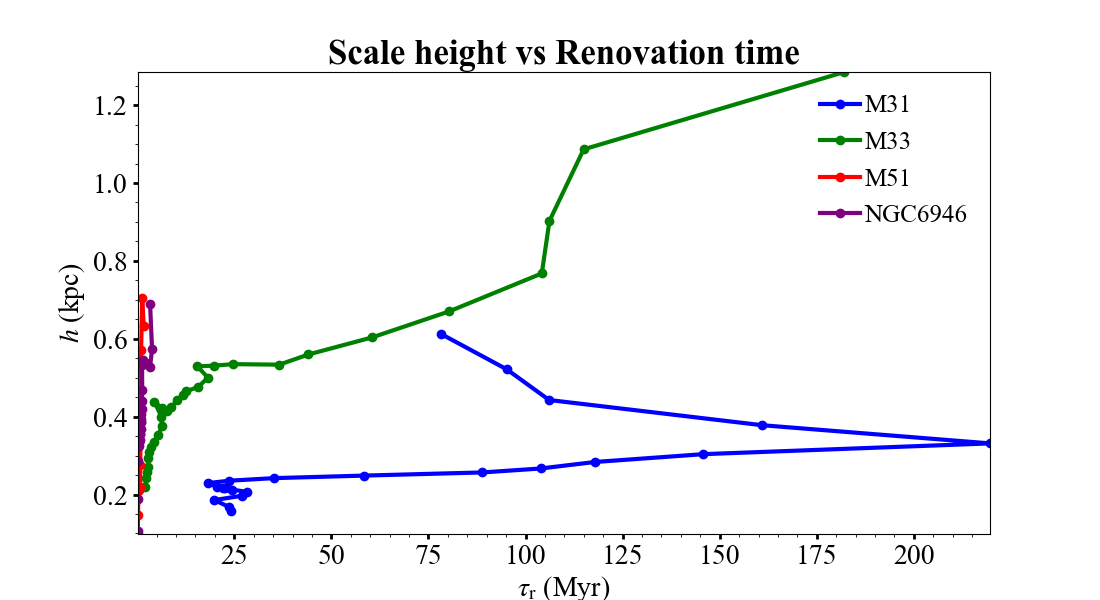 Scale height vs Renovation time
h (kpc)
1.2
1.0
0.8
0.6
0.4
0.2
M31
M33
M51
NGC6946
25 50 75 100 125 150 175 200
τr (Myr)